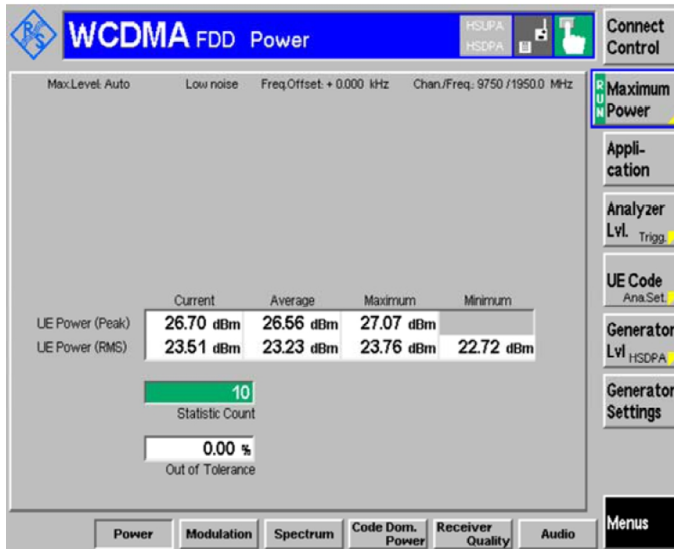 R&S
WCDMA FDD Power
HSUPA
HSDPA
Connect
Control
Max.Level: Auto Low noise Freq.Offset: + 0.000 kHz Chan./Freq.: 9750 / 1950.0 MHz
RUN
Maximum
Power
Appli-
cation
Analyzer
Lvl. Trigg.
UE Code
Ana.Set.
Generator
Lvl HSDPA
Generator
Settings
Current Average Maximum Minimum
UE Power (Peak) 26.70 dBm 26.56 dBm 27.07 dBm
UE Power (RMS) 23.51 dBm 23.23 dBm 23.76 dBm 22.72 dBm
10
Statistic Count
0.00 %
Out of Tolerance
Power Modulation Spectrum Code Dom. Power Receiver Quality Audio
Menus